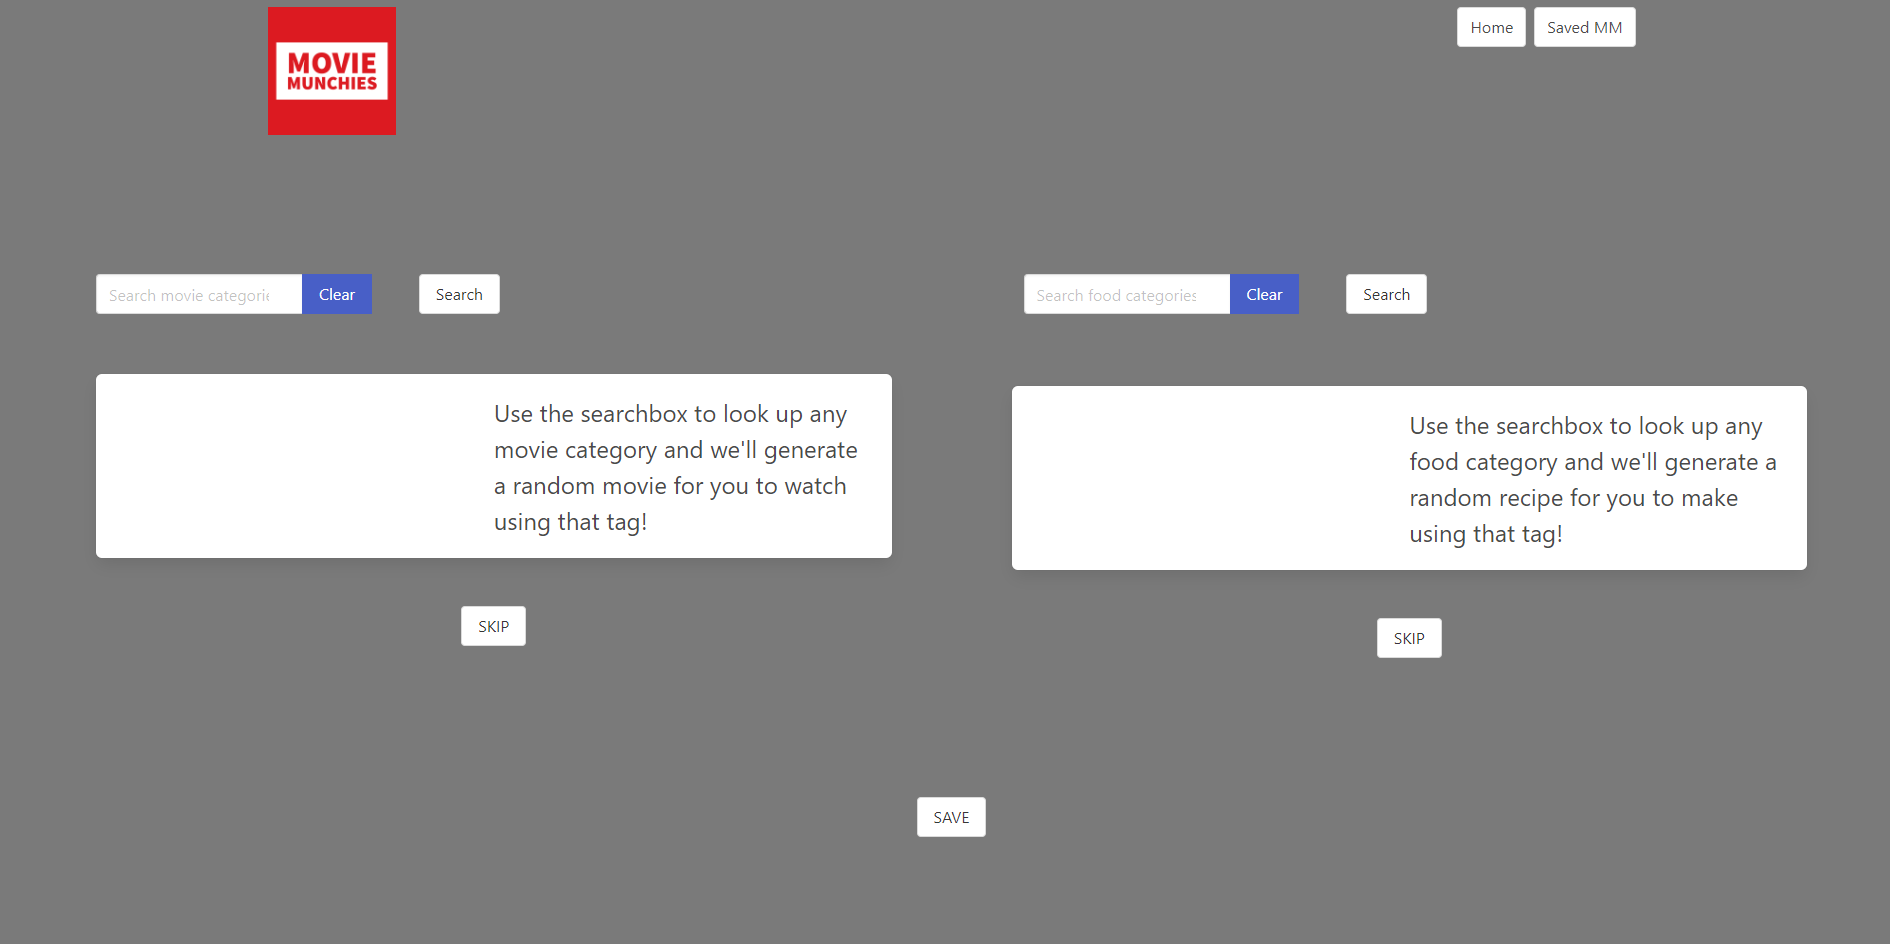 MOVIE
MUNCHIES
Home
Saved MM
Search movie categorie
Clear
Search
Search food categories
Clear
Search
Use the searchbox to look up any
movie category and we'll generate
a random movie for you to watch
using that tag!
Use the searchbox to look up any
food category and we'll generate a
random recipe for you to make
using that tag!
SKIP
SKIP
SAVE